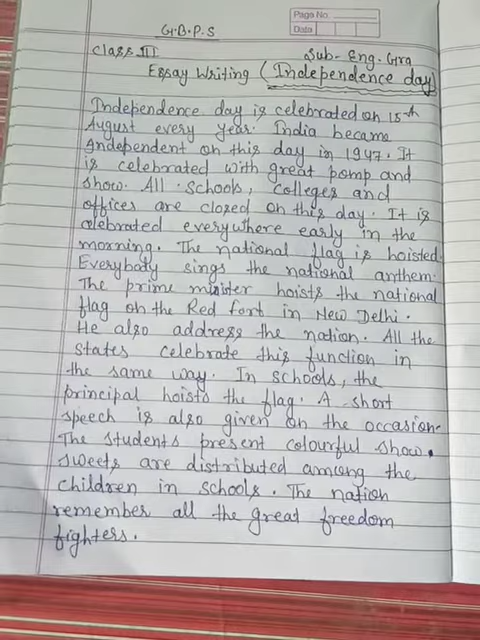 G.B.P.S
Page No.
Date
Class III
Sub- Eng. Gra
Essay Writing (Independence day)
Independence day is celebrated on 15th
August every year. India became
Independent on this day in 1947. It
is celebrated with great pomp and
show. All schools, colleges and
offices are closed on this day. It is
celebrated everywhere early in the
morning. The national flag is hoisted.
Everybody sings the national anthem.
The prime minister hoists the national
flag on the Red fort in New Delhi.
He also address the nation. All the
states celebrate this function in
the same way. In schools, the
principal hoists the flag. A short
speech is also given on the occasion.
The students present colourful show.
sweets are distributed among the
children in schools. The nation
remember all the great freedom
fighters.